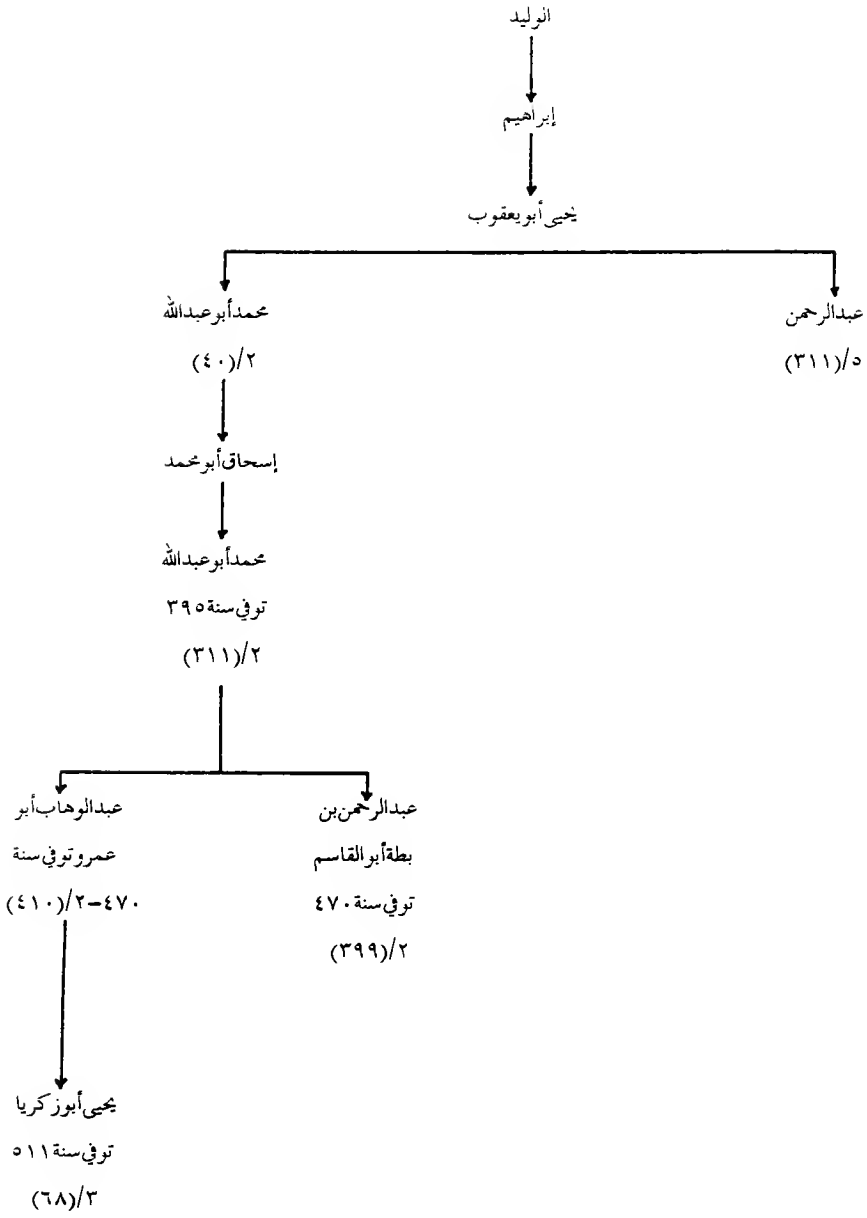 الوليد
إبراهيم
يحيى أبو يعقوب
عبدالرحمن
٥/(٣١١)
محمد أبو عبدالله
٢/(٤٠)
إسحاق أبو محمد
محمد أبو عبدالله
توفي سنة ٣٩٥
٢/(٣١١)
عبدالرحمن بن
بطة أبو القاسم
توفي سنة ٤٧٠
٢/(٣٩٩)
عبدالوهاب أبو
عمرو توفي سنة
٤٧٠–٢/(٤١٠)
يحيى أبو زكريا
توفي سنة ٥١١
٣/(٦٨)